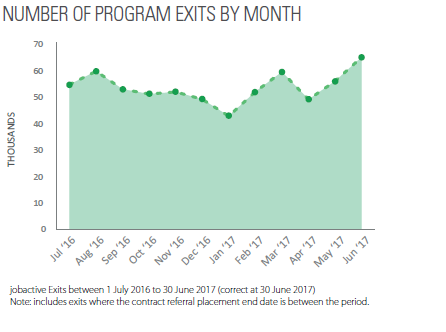 NUMBER OF PROGRAM EXITS BY MONTH
70
60
50
40
30
20
10
0
THOUSANDS
Jul '16
Aug '16
Sep '16
Oct '16
Nov '16
Dec '16
Jan '17
Feb '17
Mar '17
Apr '17
May '17
Jun '17
jobactive Exits between 1 July 2016 to 30 June 2017 (correct at 30 June 2017)
Note: includes exits where the contract referral placement end date is between the period.